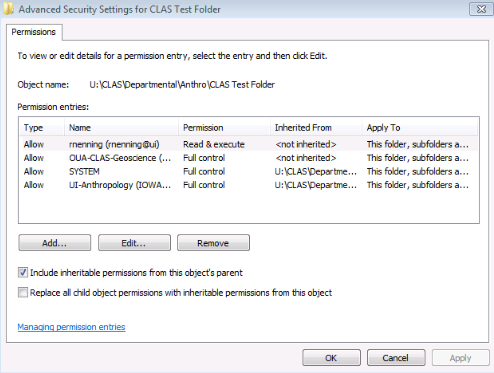 Advanced Security Settings for CLAS Test Folder
Permissions
To view or edit details for a permission entry, select the entry and then click Edit.
Object name: U:\CLAS\Departmental\Anthro\CLAS Test Folder
Permission entries:
Type Name Permission Inherited From Apply To
Allow rnenning (rnenning@ui) Read & execute <not inherited> This folder, subfolders a...
Allow OUA-CLAS-Geoscience (... Full control <not inherited> This folder, subfolders a...
Allow SYSTEM Full control U:\CLAS\Departme... This folder, subfolders a...
Allow UI-Anthropology (IOWA... Full control U:\CLAS\Departme... This folder, subfolders a...
Add... Edit... Remove
Include inheritable permissions from this object's parent
Replace all child object permissions with inheritable permissions from this object
Managing permission entries
OK Cancel Apply